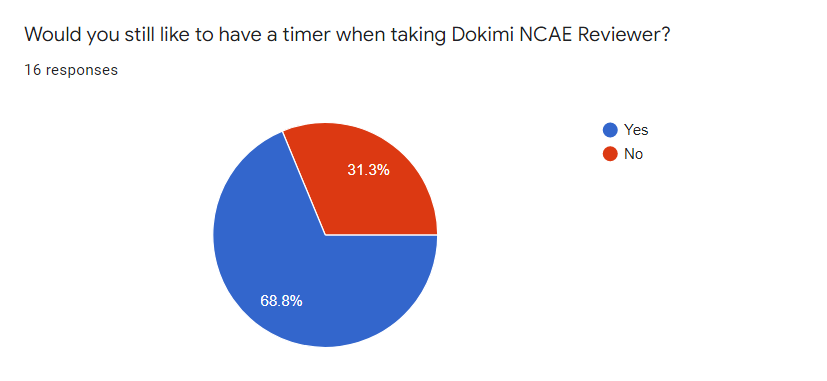 Would you still like to have a timer when taking Dokimi NCAE Reviewer?
16 responses
Yes
No
31.3%
68.8%